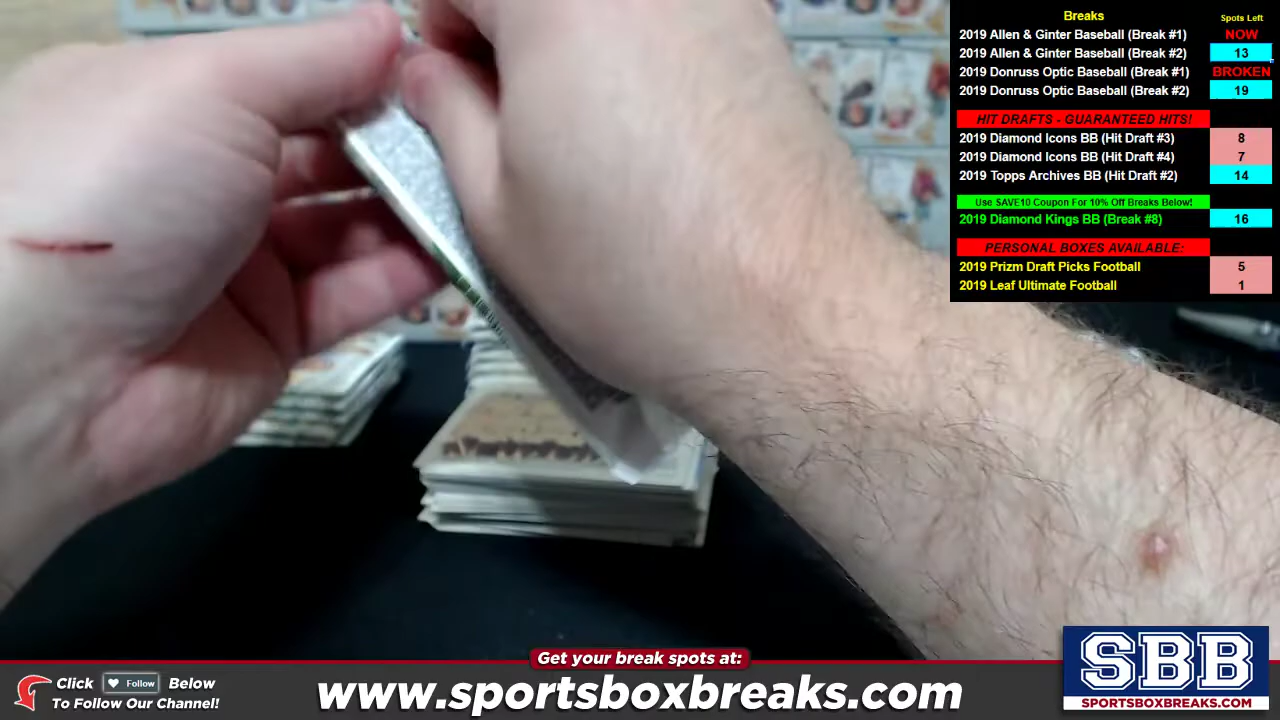 Breaks Spots Left
2019 Allen & Ginter Baseball (Break #1) NOW
2019 Allen & Ginter Baseball (Break #2) 13
2019 Donruss Optic Baseball (Break #1) BROKEN
2019 Donruss Optic Baseball (Break #2) 19
HIT DRAFTS - GUARANTEED HITS!
2019 Diamond Icons BB (Hit Draft #3) 8
2019 Diamond Icons BB (Hit Draft #4) 7
2019 Topps Archives BB (Hit Draft #2) 14
Use SAVE10 Coupon For 10% Off Breaks Below!
2019 Diamond Kings BB (Break #8) 16
PERSONAL BOXES AVAILABLE:
2019 Prizm Draft Picks Football 5
2019 Leaf Ultimate Football 1
Get your break spots at:
Click Follow Below
To Follow Our Channel!
www.sportsboxbreaks.com
SBB
SPORTSBOXBREAKS.COM